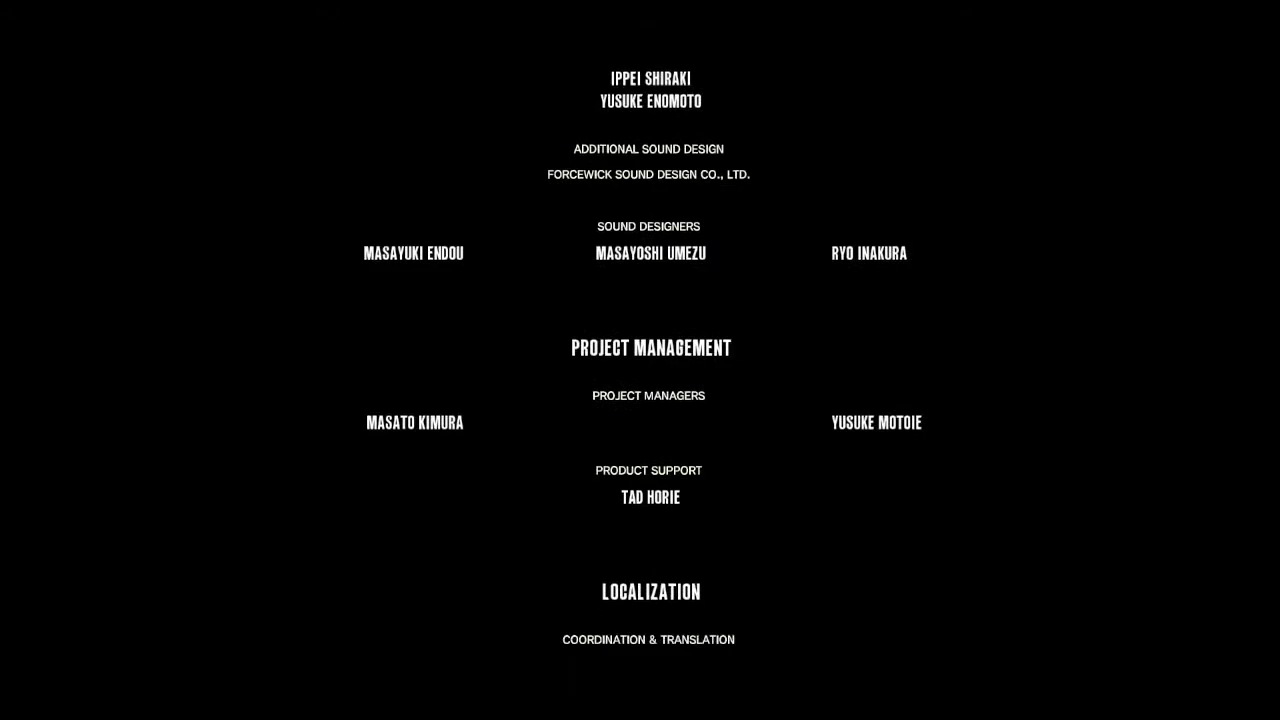 IPPEI SHIRAKI
YUSUKE ENOMOTO
ADDITIONAL SOUND DESIGN
FORCEWICK SOUND DESIGN CO., LTD.
SOUND DESIGNERS
MASAYUKI ENDOU MASAYOSHI UMEZU RYO INAKURA
PROJECT MANAGEMENT
PROJECT MANAGERS
MASATO KIMURA YUSUKE MOTOIE
PRODUCT SUPPORT
TAD HORIE
LOCALIZATION
COORDINATION & TRANSLATION